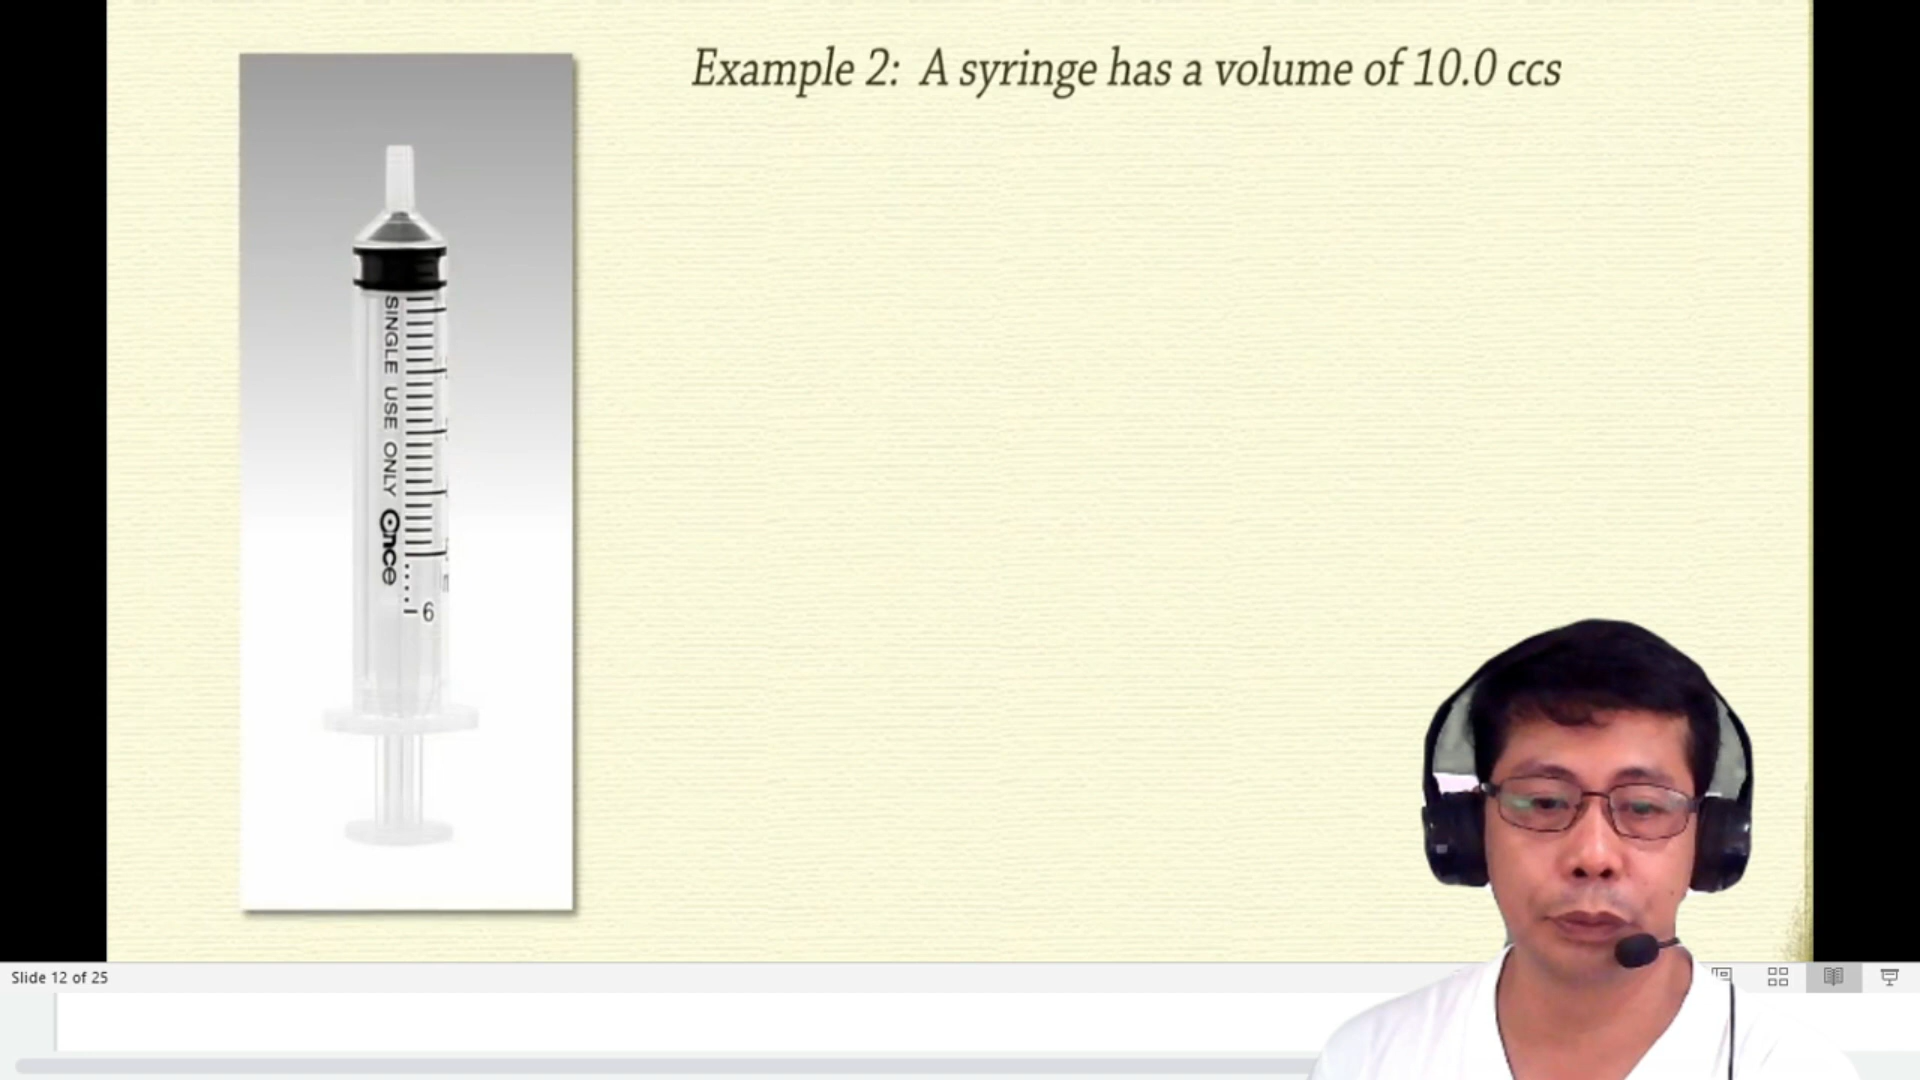 Example 2: A syringe has a volume of 10.0 ccs
SINGLE USE ONLY Once
6
Slide 12 of 25